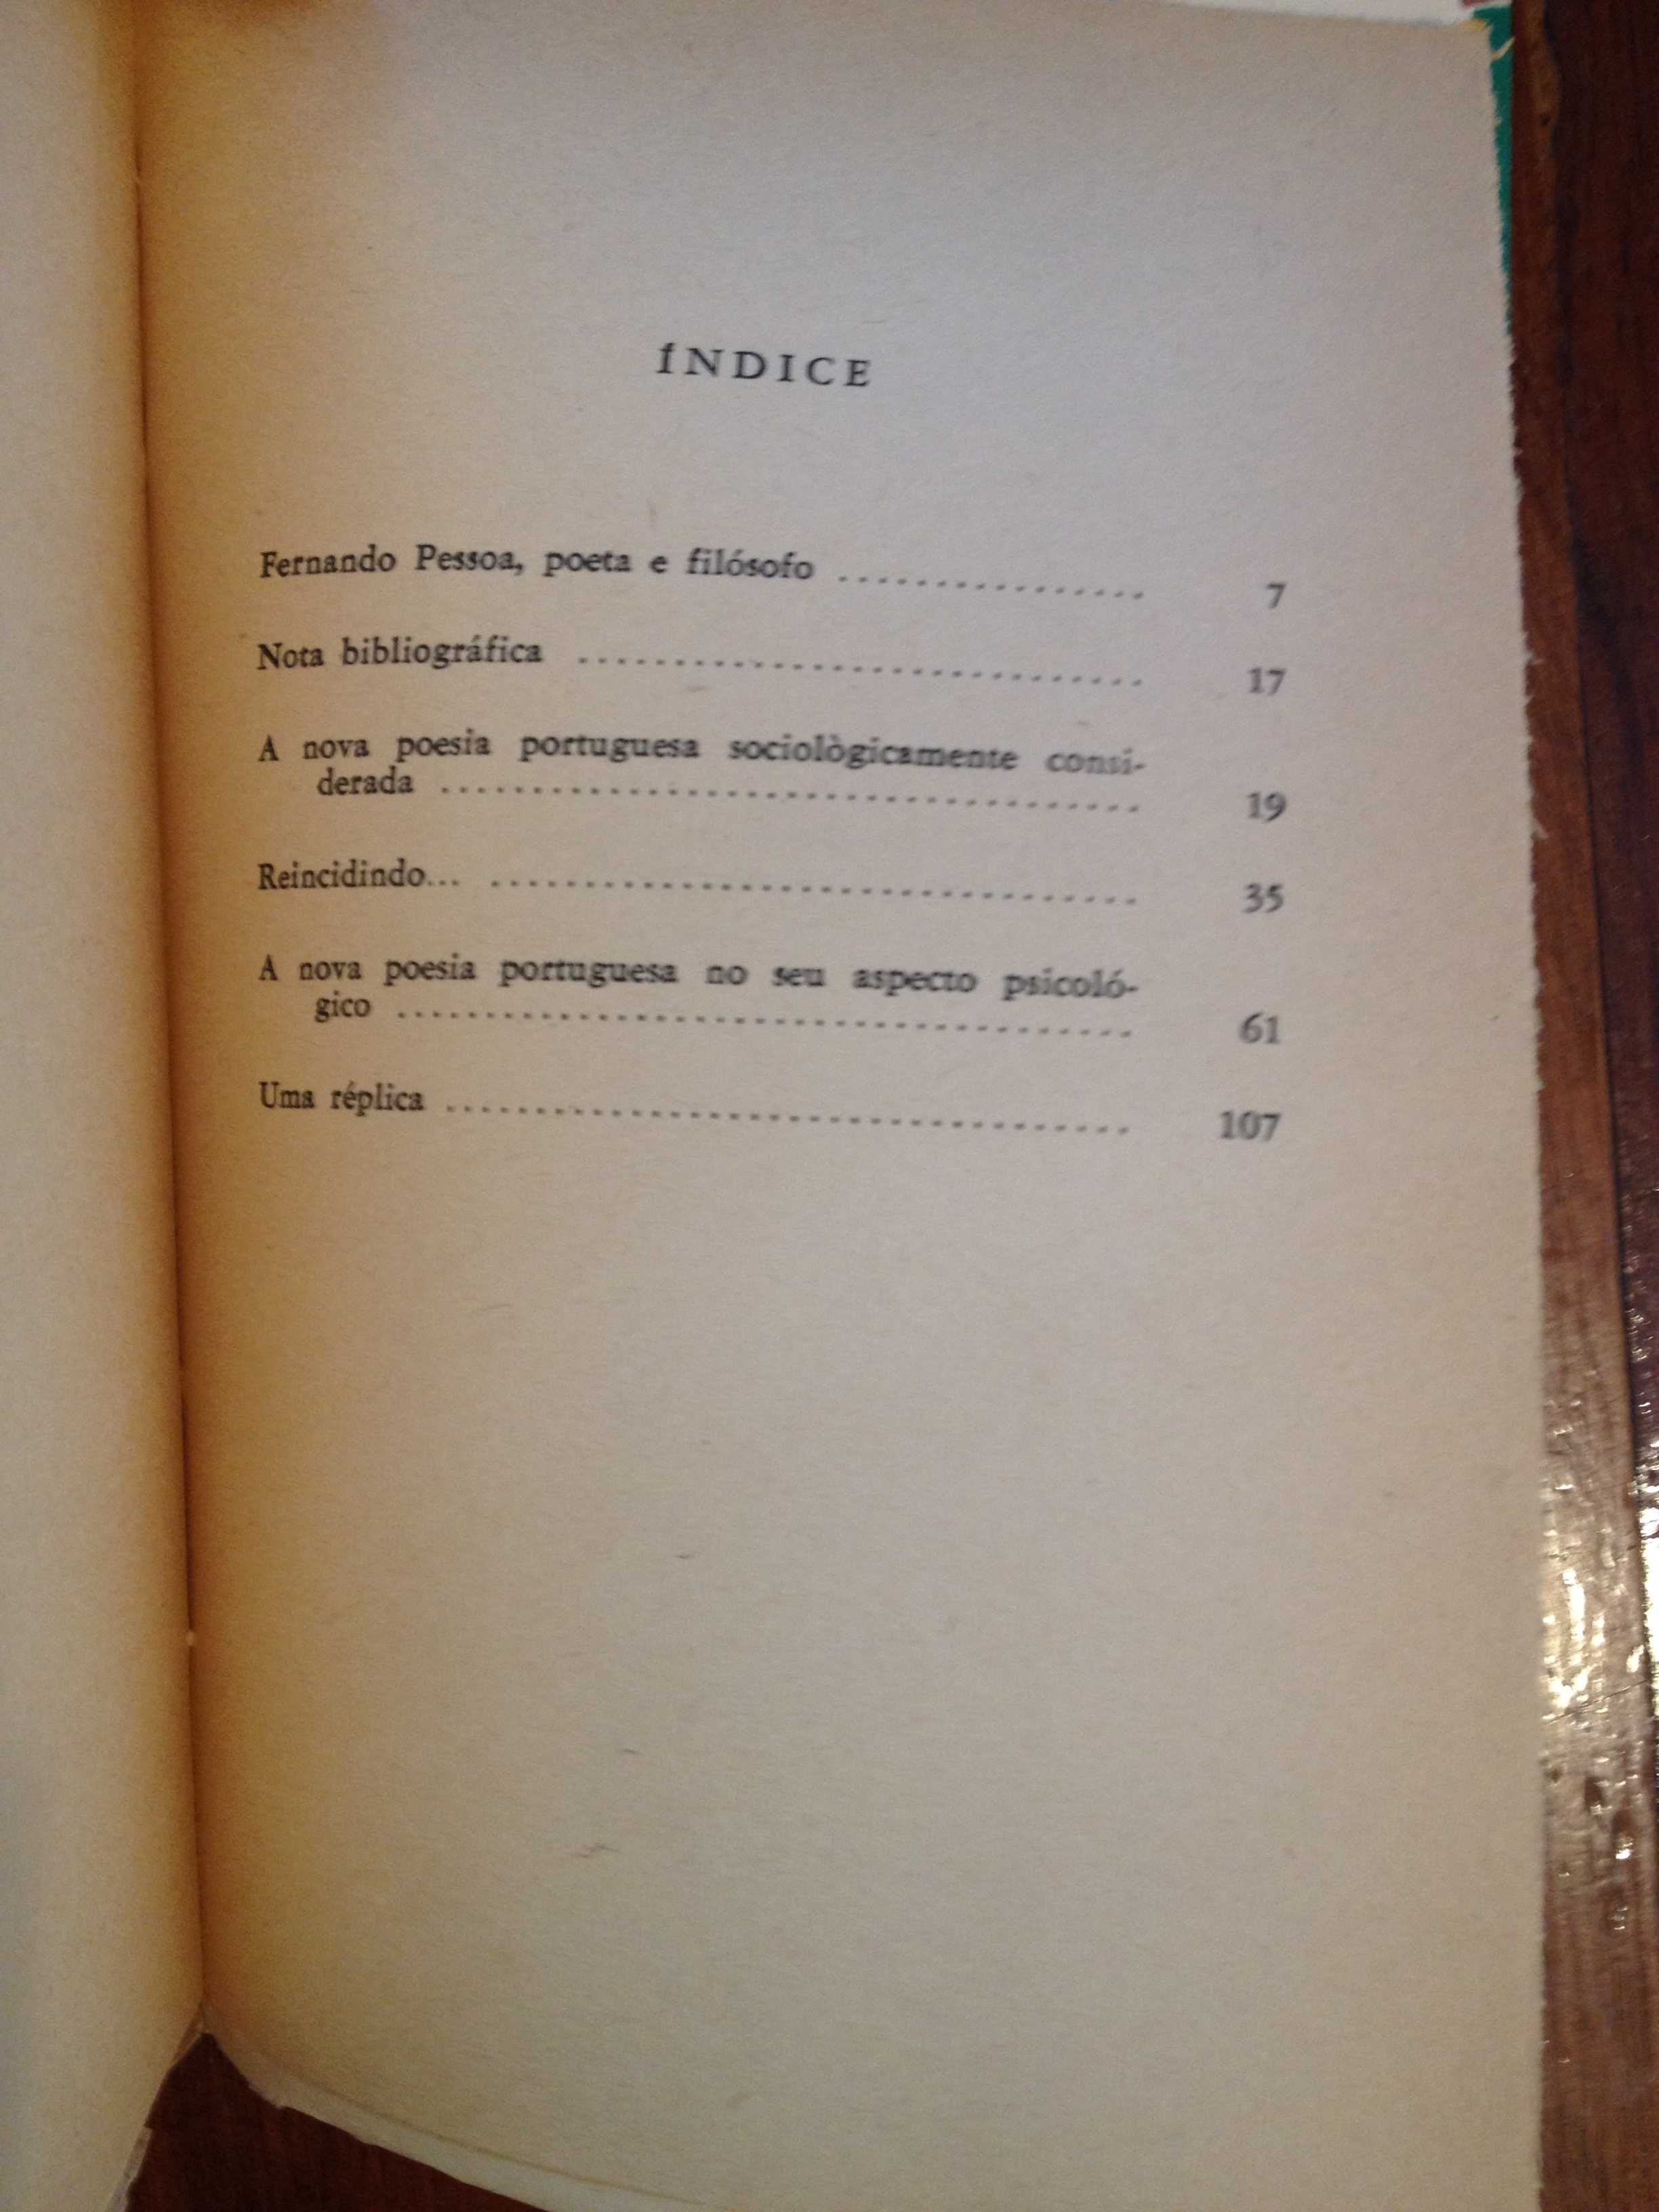 ÍNDICE
Fernando Pessoa, poeta e filósofo ................ 7
Nota bibliográfica .............................. 17
A nova poesia portuguesa sociològicamente consi-
derada ..................................... 19
Reincidindo... .................................. 35
A nova poesia portuguesa no seu aspecto psicoló-
gico ....................................... 61
Uma réplica ..................................... 107